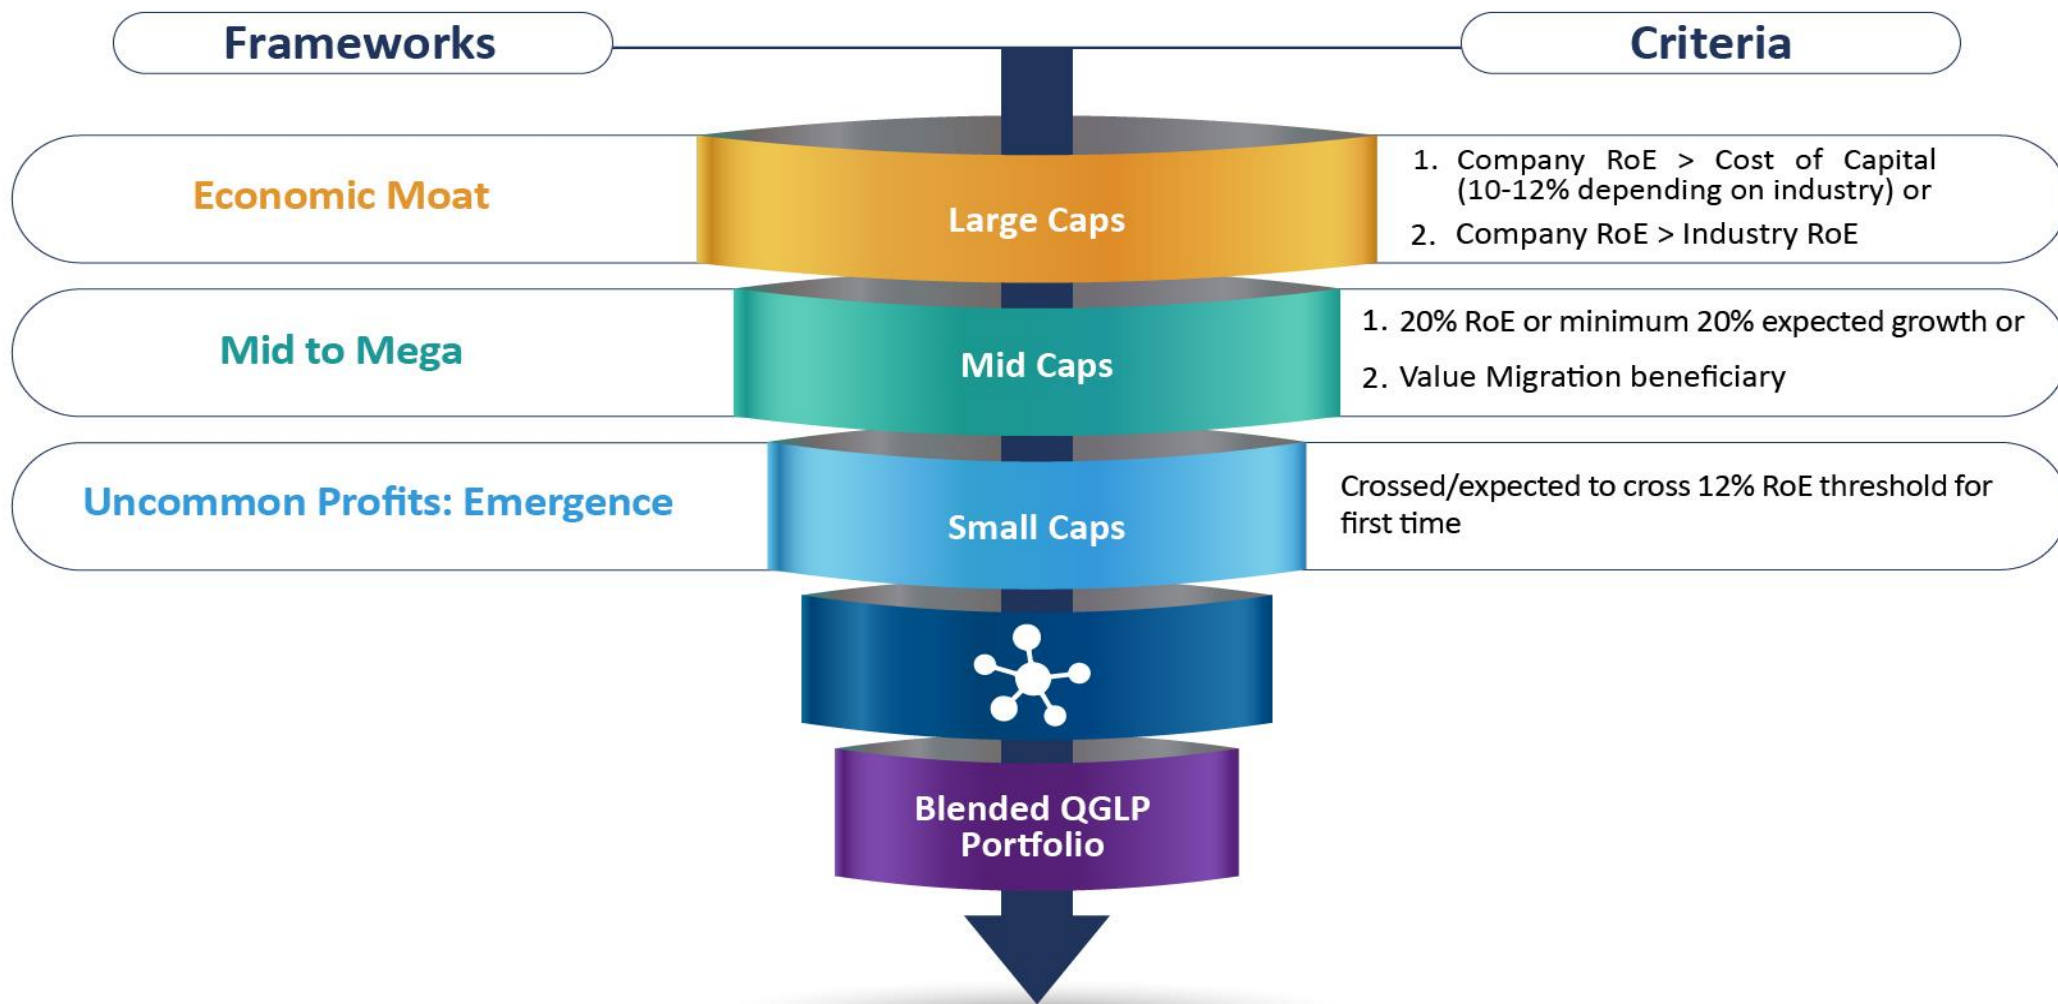 Frameworks
Criteria
Economic Moat
Large Caps
1. Company RoE > Cost of Capital
(10-12% depending on industry) or
2. Company RoE > Industry RoE
Mid to Mega
Mid Caps
1. 20% RoE or minimum 20% expected growth or
2. Value Migration beneficiary
Uncommon Profits: Emergence
Small Caps
Crossed/expected to cross 12% RoE threshold for
first time
Blended QGLP
Portfolio